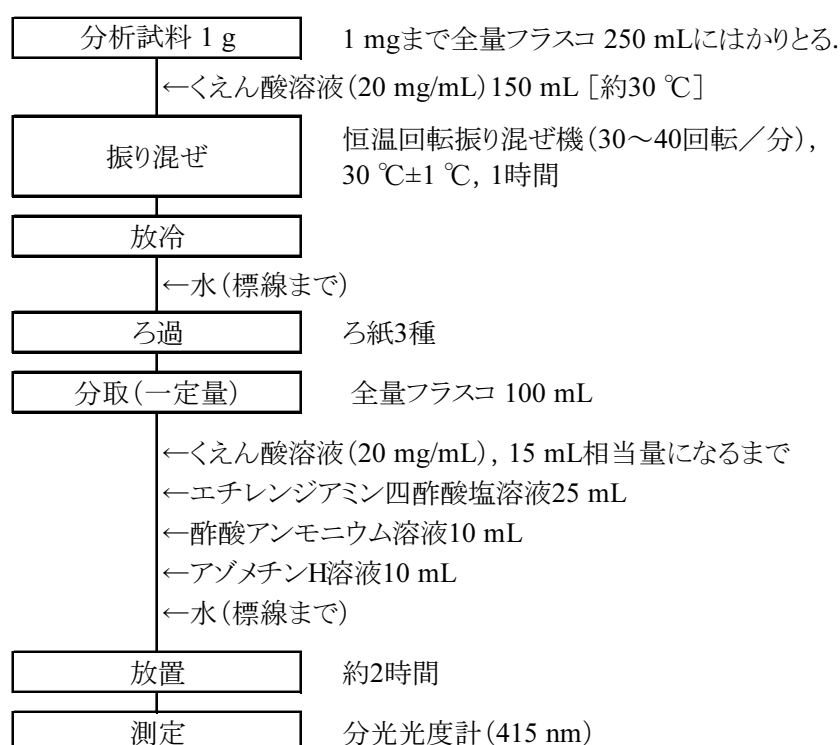 分析試料 1 g 1 mgまで全量フラスコ 250 mLにはかりとる.
←くえん酸溶液(20 mg/mL)150 mL [約30 ℃]
振り混ぜ
恒温回転振り混ぜ機(30~40回転/分),
30 ℃±1 ℃, 1時間
放冷
←水(標線まで)
ろ過 ろ紙3種
分取(一定量) 全量フラスコ 100 mL
←くえん酸溶液(20 mg/mL), 15 mL相当量になるまで
←エチレンジアミン四酢酸塩溶液25 mL
←酢酸アンモニウム溶液10 mL
←アゾメチンH溶液10 mL
←水(標線まで)
放置 約2時間
測定 分光光度計(415 nm)